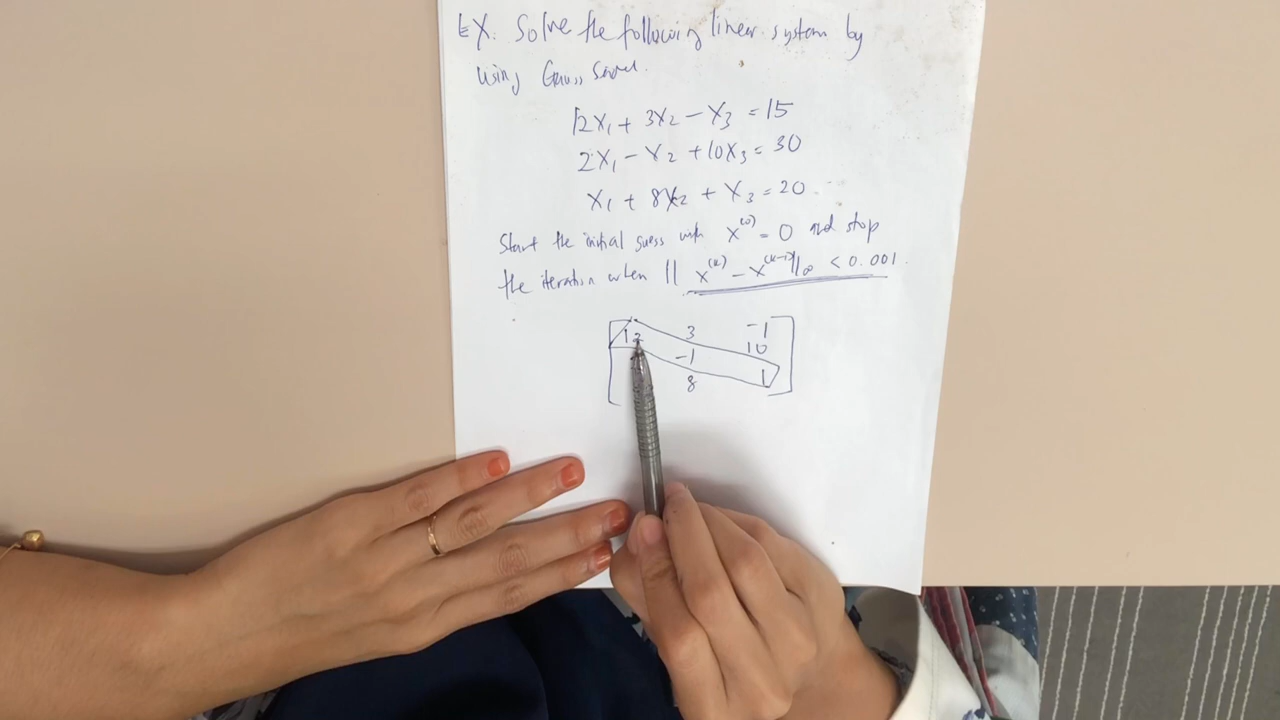 EX. Solve the following linear system by
using Gauss Seidel.
12x₁ + 3x₂ - x₃ = 15
2x₁ - x₂ + 10x₃ = 30
x₁ + 8x₂ + x₃ = 20
Start the initial guess with x⁽⁰⁾ = 0 and stop
the iteration when || x⁽ᵏ⁾ - x⁽ᵏ⁻¹⁾||∞ < 0.001.
12 3 -1
-1 10
8 1